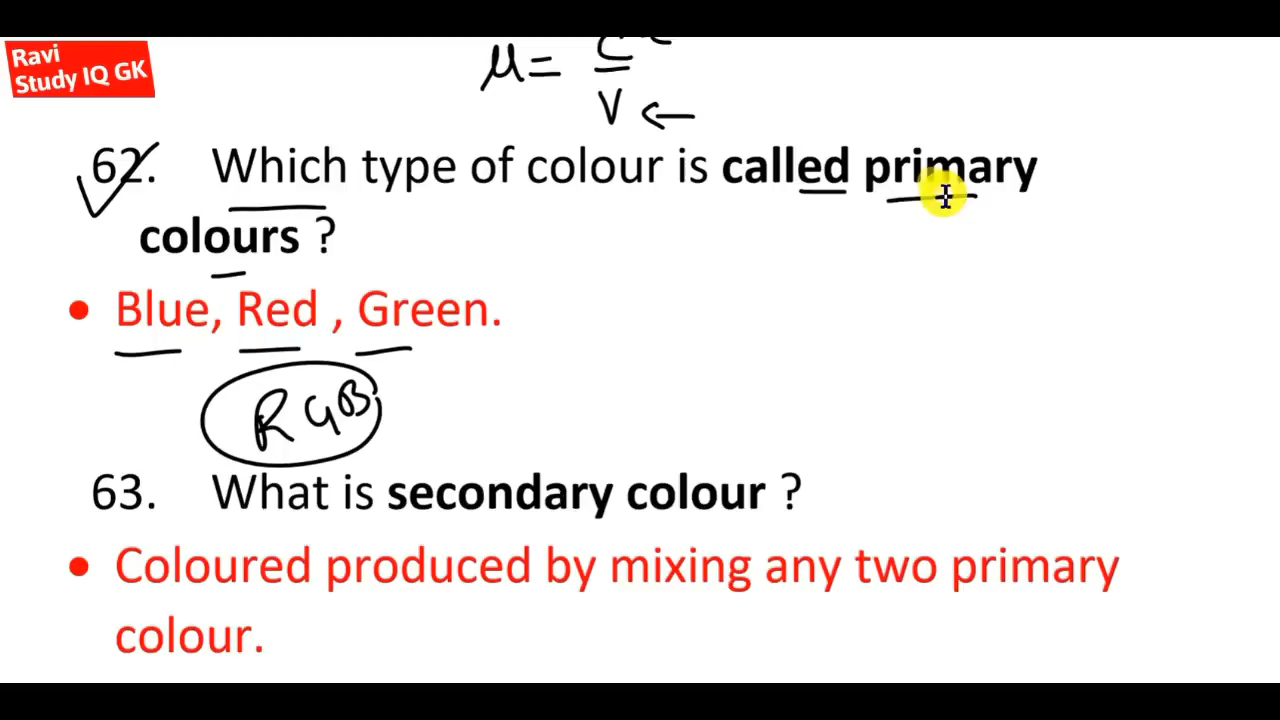 Ravi
Study IQ GK
μ =
v ←
62. Which type of colour is called primary
colours ?
• Blue, Red , Green.
RGB
63. What is secondary colour ?
• Coloured produced by mixing any two primary
colour.